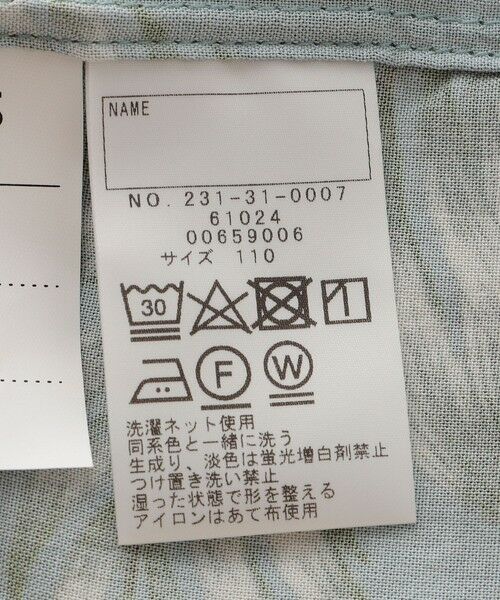 5
NAME
NO. 231-31-0007
61024
00659006
サイズ 110
30
F W
洗濯ネット使用
同系色と一緒に洗う
生成り、淡色は蛍光増白剤禁止
つけ置き洗い禁止
湿った状態で形を整える
アイロンはあて布使用